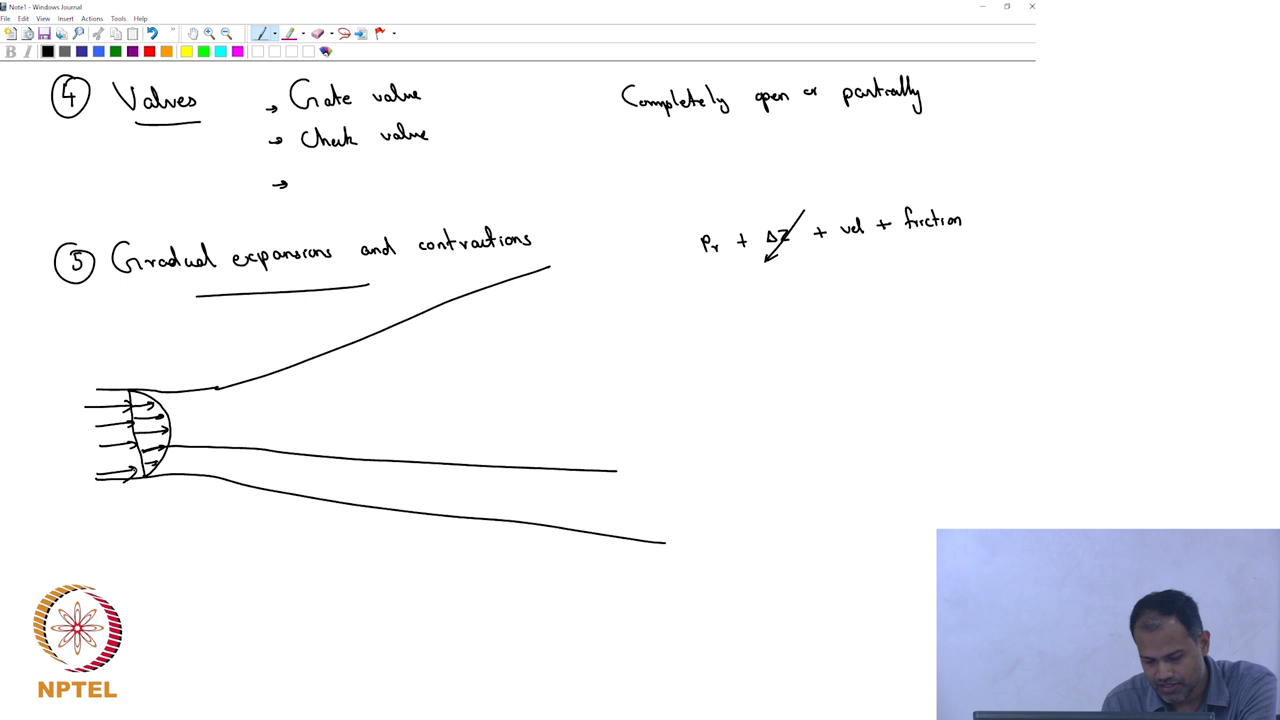 Note1 - Windows Journal
File Edit View Insert Actions Tools Help
B I
④ Valves → Gate valve Completely open or partially
→ Check valve
→
Pr + ΔZ + vel + friction
⑤ Gradual expansions and contractions
NPTEL